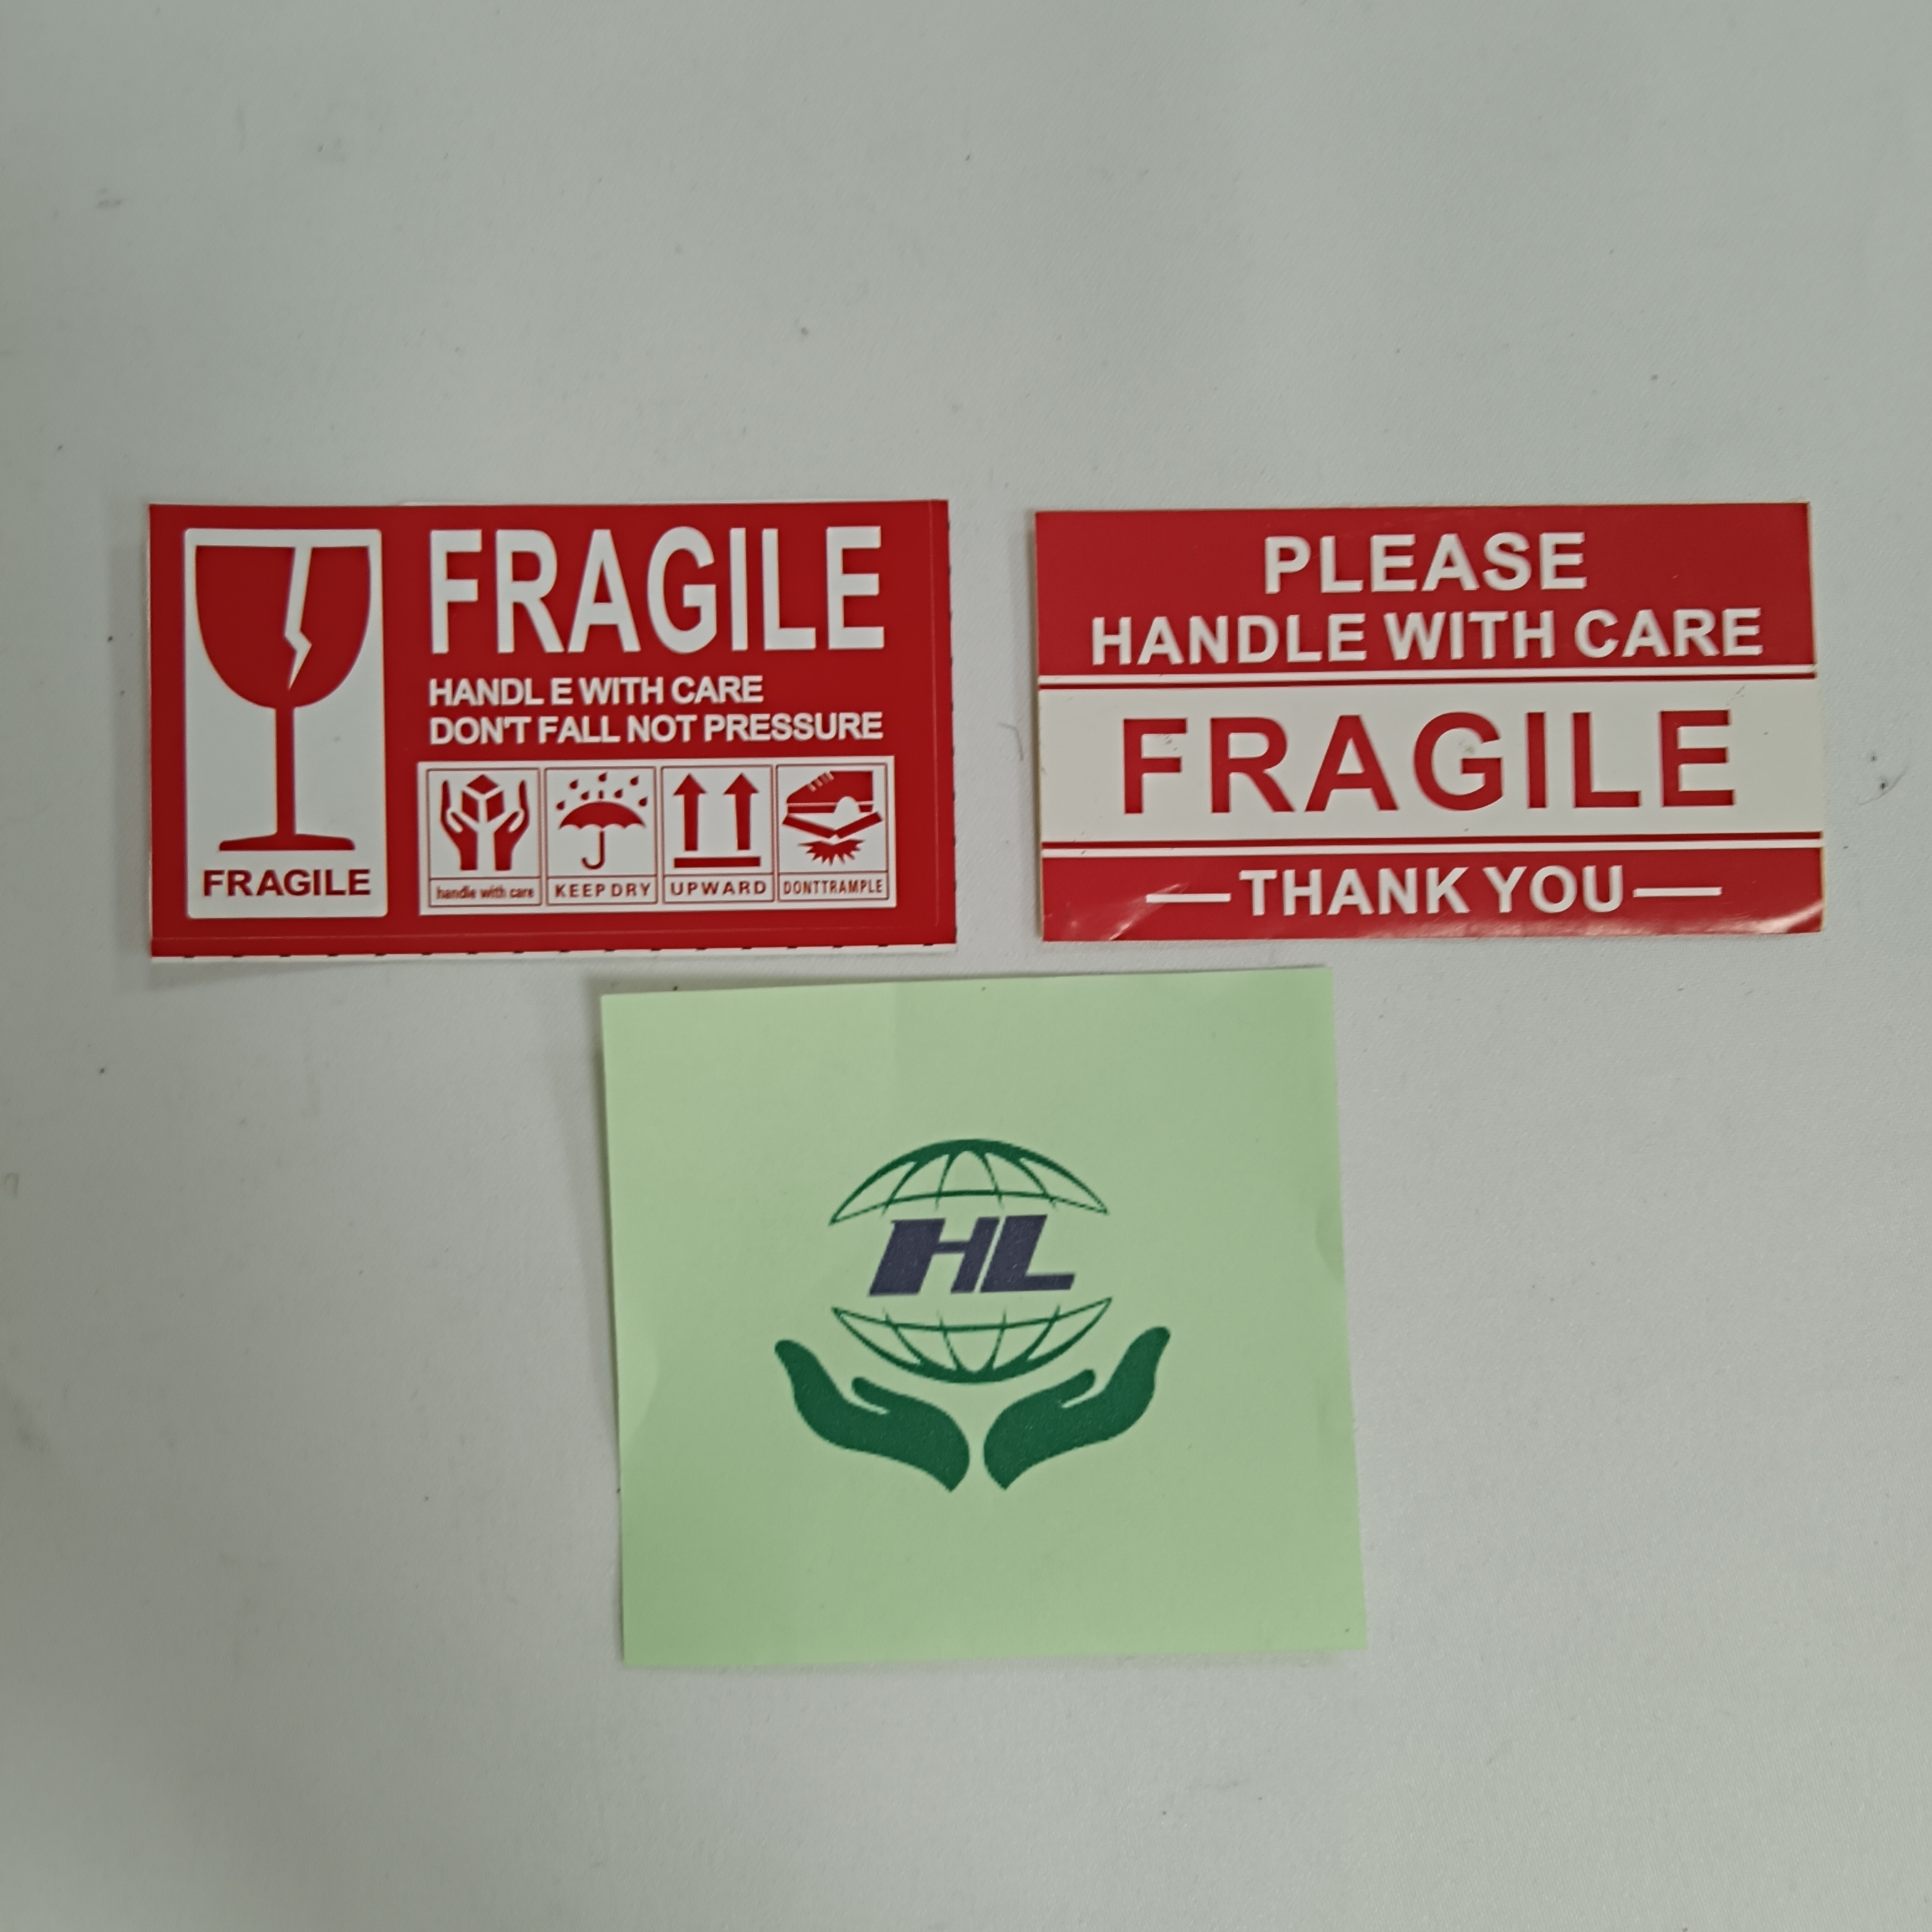 FRAGILE
HANDL E WITH CARE
DON'T FALL NOT PRESSURE
FRAGILE
handle with care
KEEP DRY
UPWARD
DONTTRAMPLE
PLEASE
HANDLE WITH CARE
FRAGILE
THANK YOU
HL